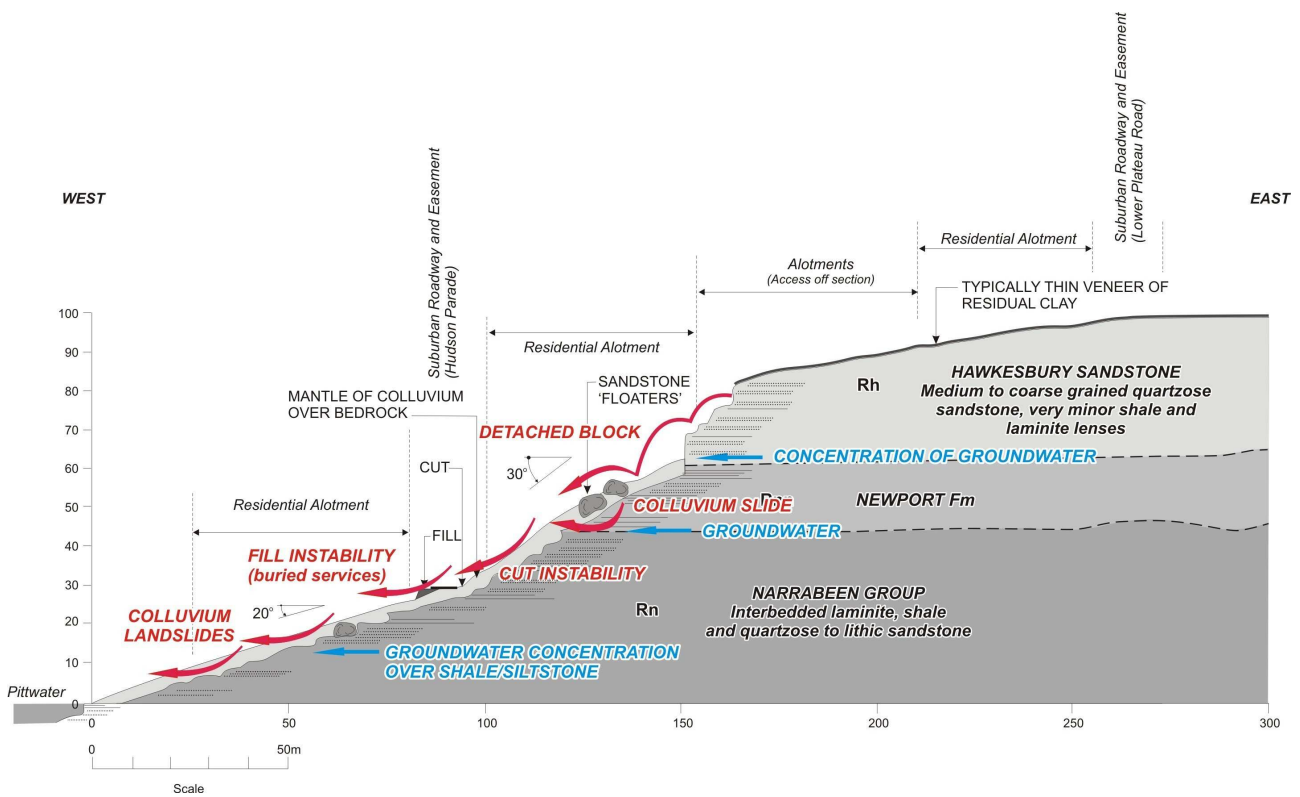 WEST
EAST
Suburban Roadway and Easement
(Hudson Parade)
Suburban Roadway and Easement
(Lower Plateau Road)
Residential Alotment
Alotments
(Access off section)
TYPICALLY THIN VENEER OF
RESIDUAL CLAY
Residential Alotment
MANTLE OF COLLUVIUM
OVER BEDROCK
SANDSTONE
'FLOATERS'
Rh
HAWKESBURY SANDSTONE
Medium to coarse grained quartzose
sandstone, very minor shale and
laminite lenses
DETACHED BLOCK
CONCENTRATION OF GROUNDWATER
CUT
30°
Residential Alotment
COLLUVIUM SLIDE
NEWPORT Fm
GROUNDWATER
FILL
FILL INSTABILITY
(buried services)
CUT INSTABILITY
20°
COLLUVIUM
LANDSLIDES
Rn
NARRABEEN GROUP
Interbedded laminite, shale
and quartzose to lithic sandstone
GROUNDWATER CONCENTRATION
OVER SHALE/SILTSTONE
Pittwater
100
90
80
70
60
50
40
30
20
10
0
0 50 100 150 200 250 300
0 50m
Scale